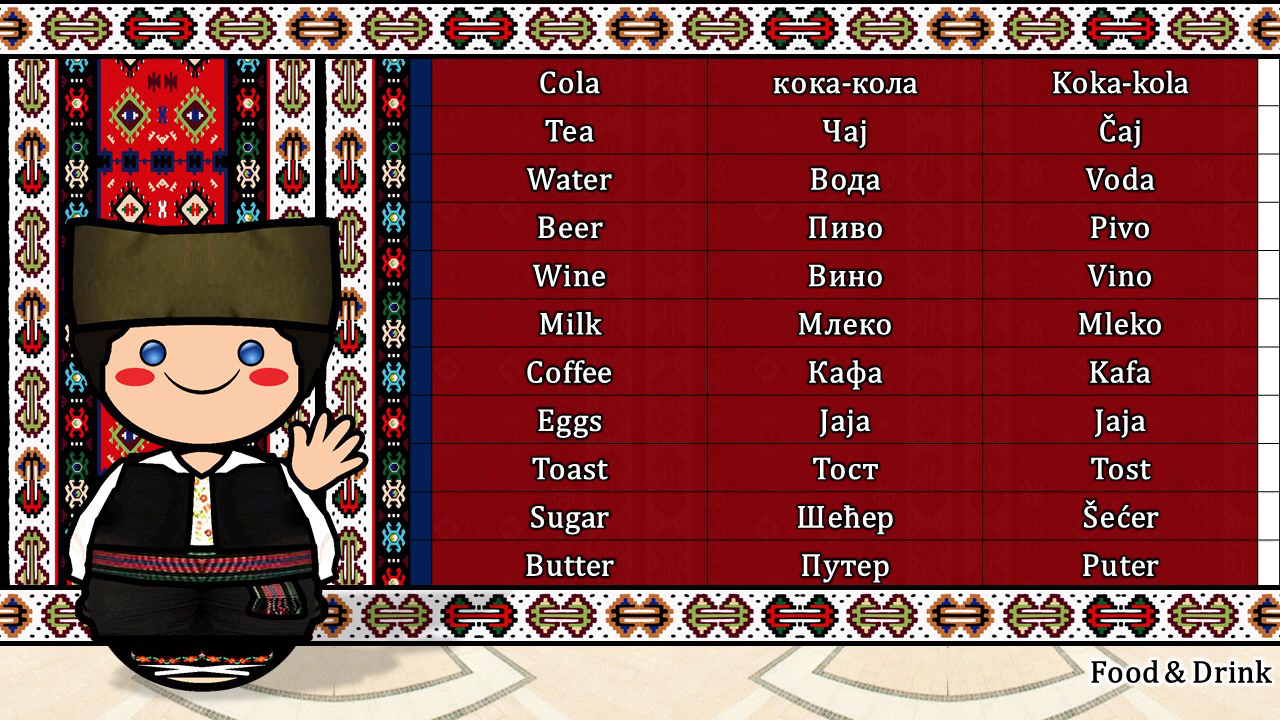 Cola кока-кола Koka-kola
Tea Чај Čaj
Water Вода Voda
Beer Пиво Pivo
Wine Вино Vino
Milk Млеко Mleko
Coffee Кафа Kafa
Eggs Јаја Jaja
Toast Тост Tost
Sugar Шећер Šećer
Butter Путер Puter
Food & Drink